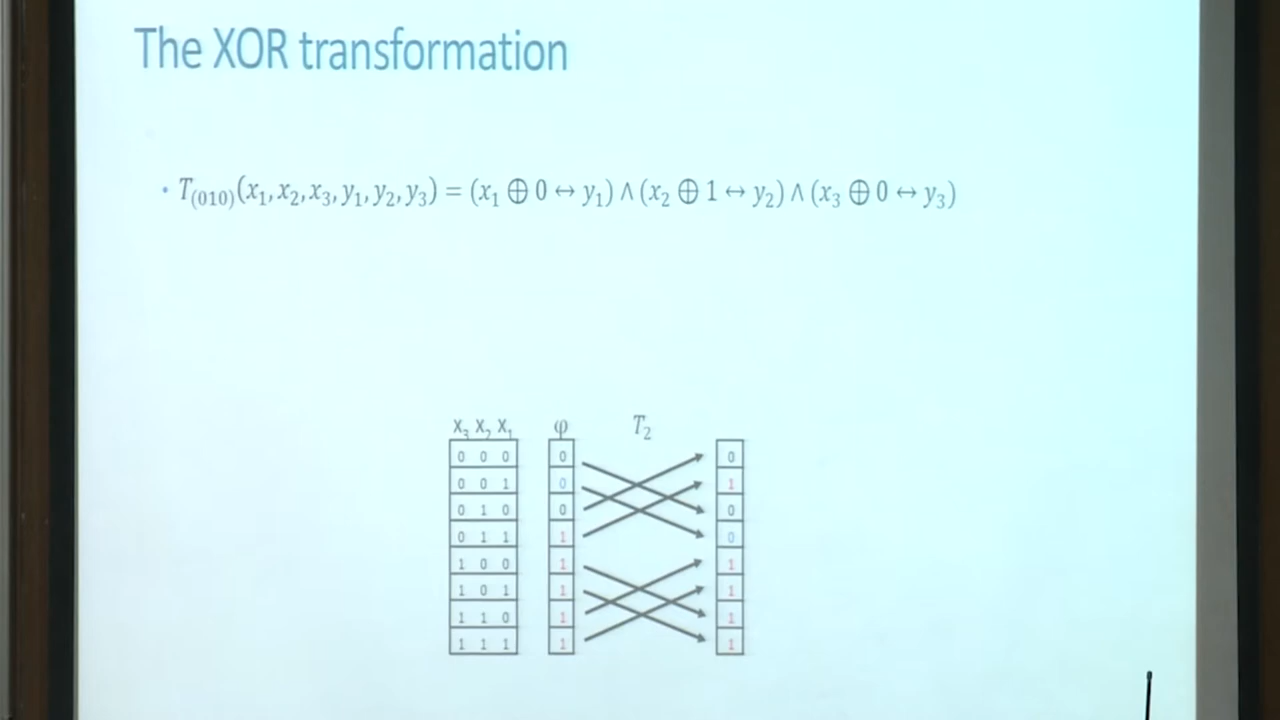 The XOR transformation
• T₍₀₁₀₎(x₁, x₂, x₃, y₁, y₂, y₃) = (x₁ ⊕ 0 ↔ y₁) ∧ (x₂ ⊕ 1 ↔ y₂) ∧ (x₃ ⊕ 0 ↔ y₃)
X₃ X₂ X₁ φ T₂
0 0 0 0 0
0 0 1 0 1
0 1 0 0 0
0 1 1 1 0
1 0 0 1 1
1 0 1 1 1
1 1 0 1 1
1 1 1 1 1